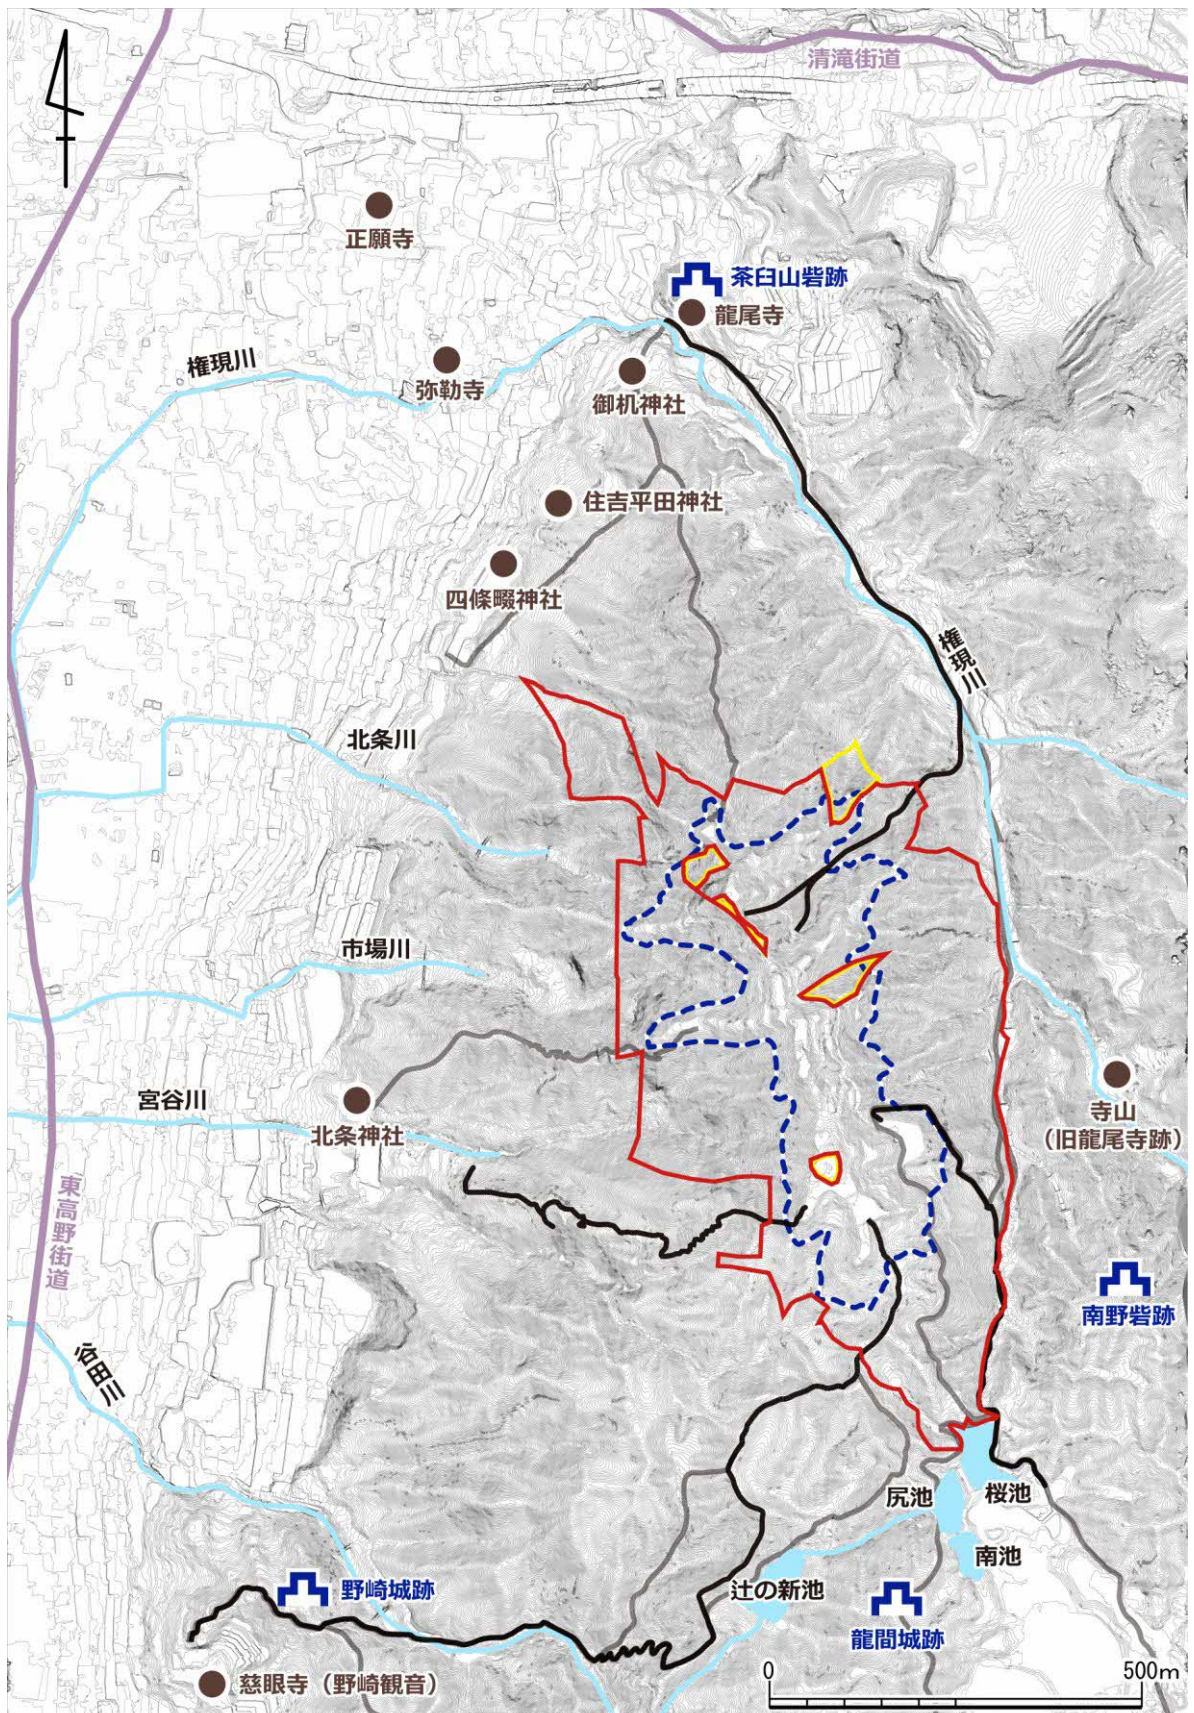 清滝街道
正願寺
茶臼山砦跡
龍尾寺
権現川
弥勒寺
御机神社
住吉平田神社
四條畷神社
権現川
北条川
市場川
宮谷川
北条神社
寺山
（旧龍尾寺跡）
東高野街道
南野砦跡
谷田川
尻池
桜池
南池
辻の新池
野崎城跡
龍間城跡
慈眼寺（野崎観音）
0
500m